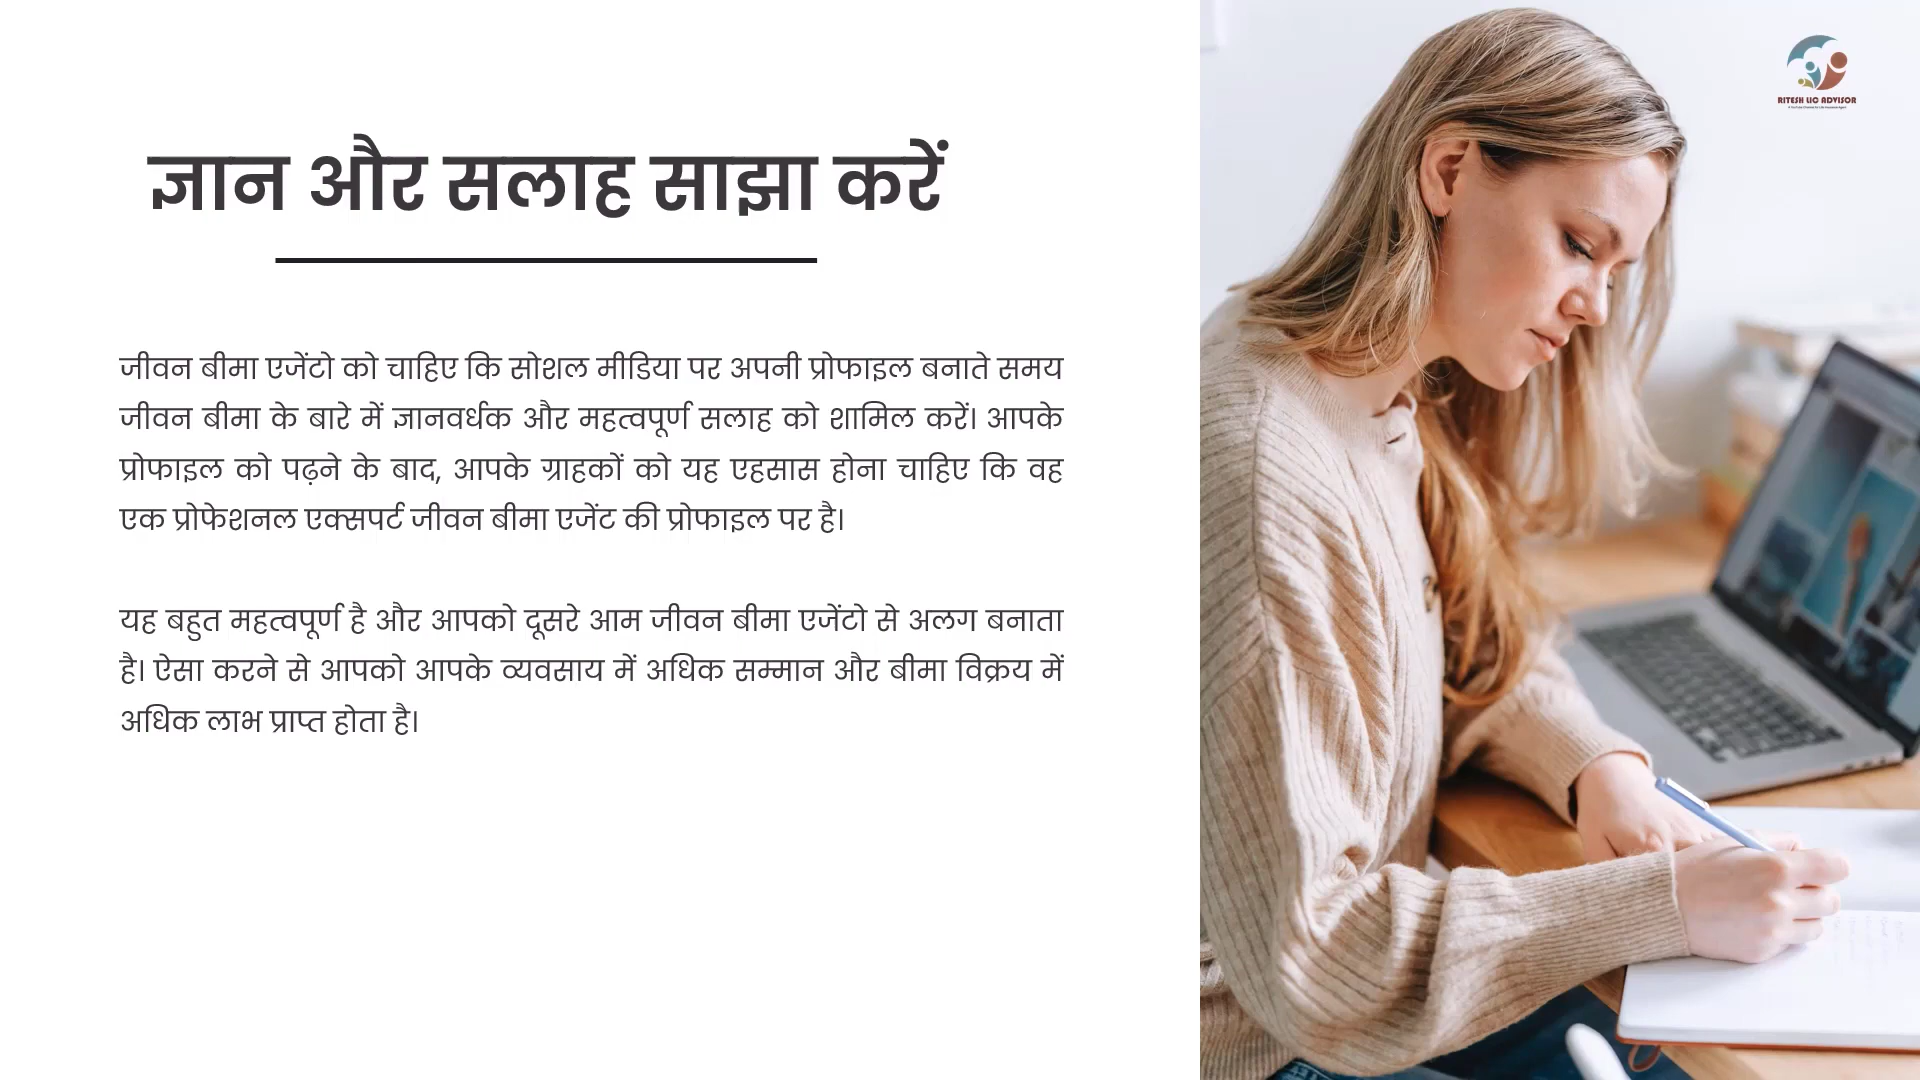 ज्ञान और सलाह साझा करें
जीवन बीमा एजेंटो को चाहिए कि सोशल मीडिया पर अपनी प्रोफाइल बनाते समय
जीवन बीमा के बारे में ज्ञानवर्धक और महत्वपूर्ण सलाह को शामिल करें। आपके
प्रोफाइल को पढ़ने के बाद, आपके ग्राहकों को यह एहसास होना चाहिए कि वह
एक प्रोफेशनल एक्सपर्ट जीवन बीमा एजेंट की प्रोफाइल पर है।
यह बहुत महत्वपूर्ण है और आपको दूसरे आम जीवन बीमा एजेंटो से अलग बनाता
है। ऐसा करने से आपको आपके व्यवसाय में अधिक सम्मान और बीमा विक्रय में
अधिक लाभ प्राप्त होता है।
RITESH LIC ADVISOR